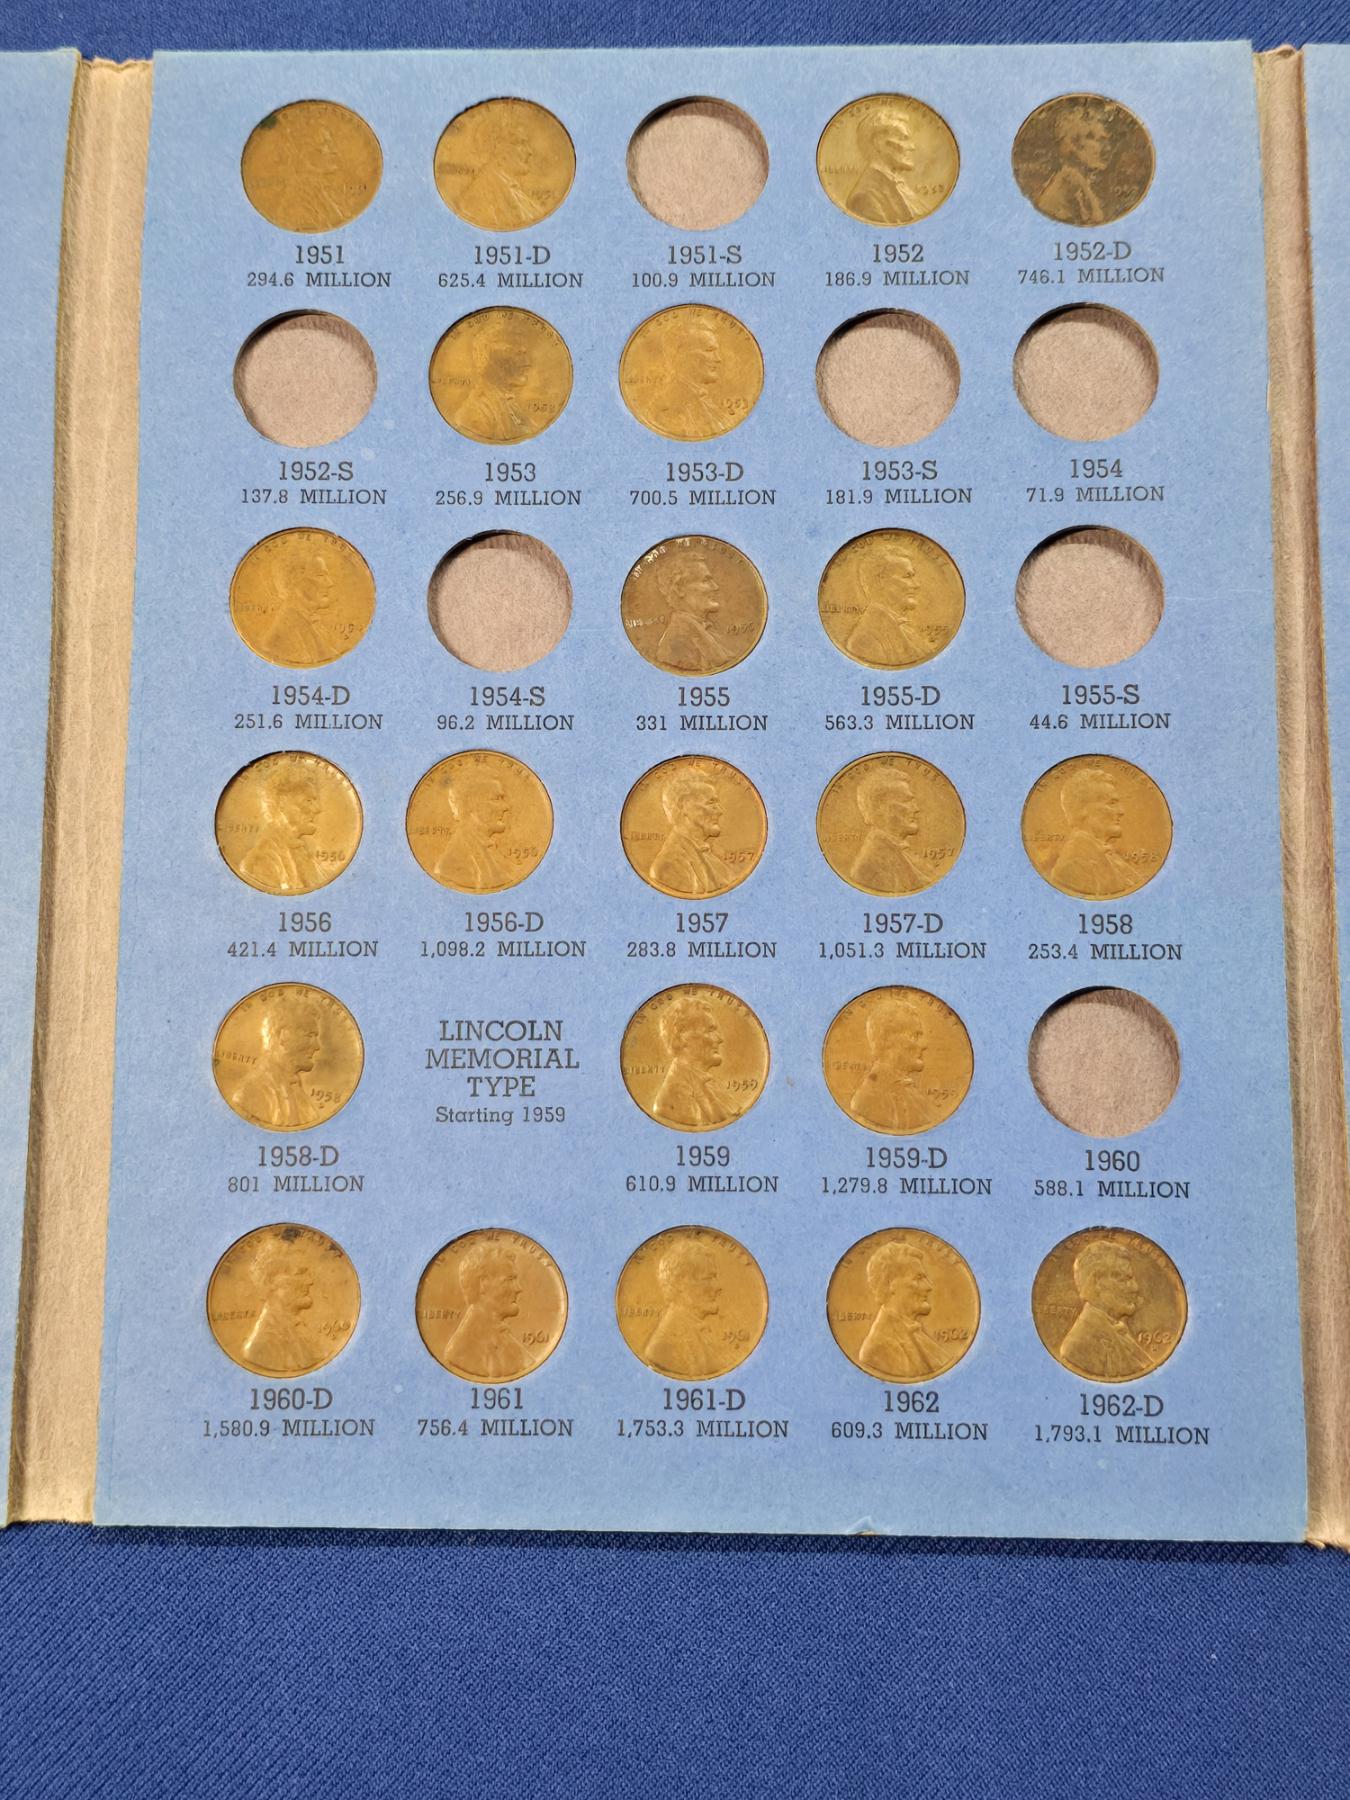 1951 1951-D 1951-S 1952 1952-D
294.6 MILLION 625.4 MILLION 100.9 MILLION 186.9 MILLION 746.1 MILLION
1952-S 1953 1953-D 1953-S 1954
137.8 MILLION 256.9 MILLION 700.5 MILLION 181.9 MILLION 71.9 MILLION
1954-D 1954-S 1955 1955-D 1955-S
251.6 MILLION 96.2 MILLION 331 MILLION 563.3 MILLION 44.6 MILLION
1956 1956-D 1957 1957-D 1958
421.4 MILLION 1,098.2 MILLION 283.8 MILLION 1,051.3 MILLION 253.4 MILLION
LINCOLN
MEMORIAL
TYPE
Starting 1959
1958-D 1959 1959-D 1960
801 MILLION 610.9 MILLION 1,279.8 MILLION 588.1 MILLION
1960-D 1961 1961-D 1962 1962-D
1,580.9 MILLION 756.4 MILLION 1,753.3 MILLION 609.3 MILLION 1,793.1 MILLION